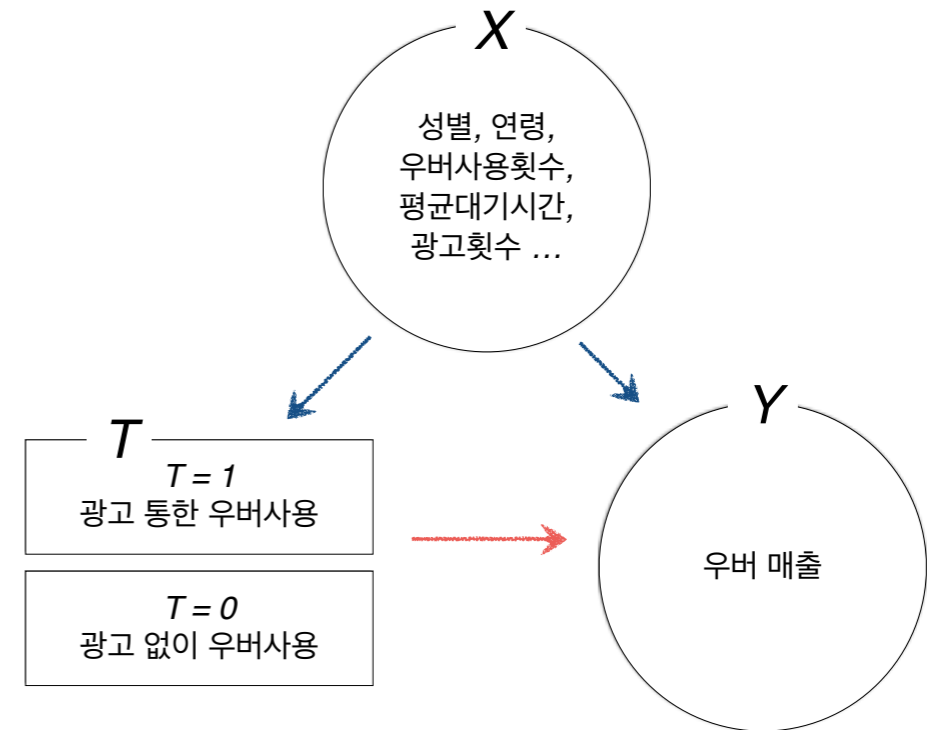 X
성별, 연령,
우버사용횟수,
평균대기시간,
광고횟수 ...
T
T = 1
광고 통한 우버사용
T = 0
광고 없이 우버사용
Y
우버 매출